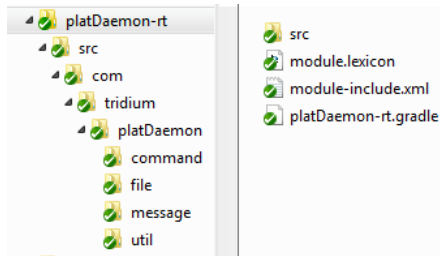 platDaemon-rt
src
com
tridium
platDaemon
command
file
message
util
src
module.lexicon
module-include.xml
platDaemon-rt.gradle